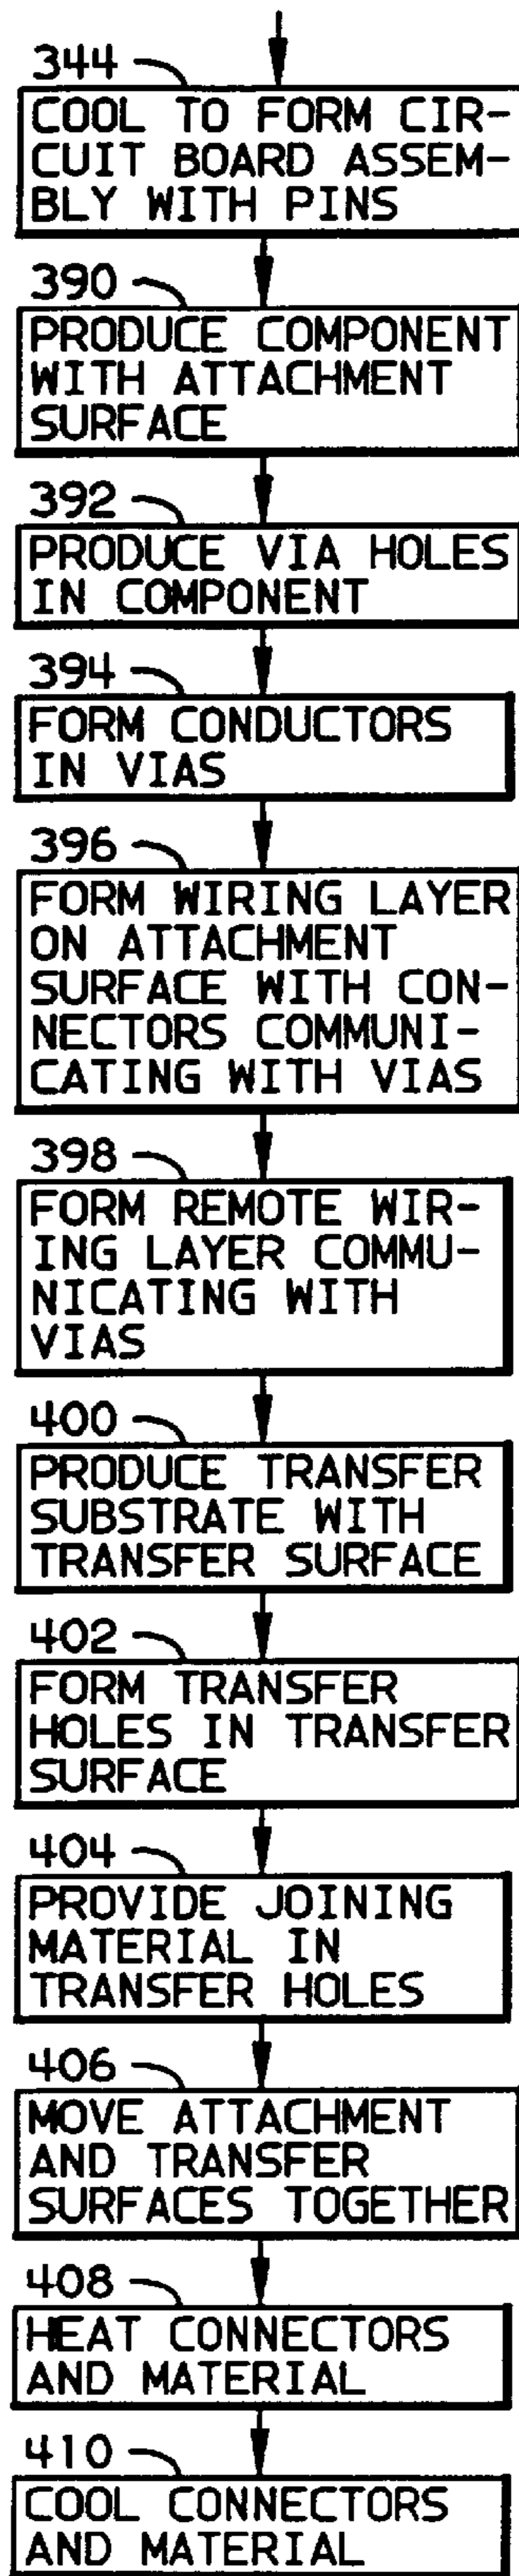 344
COOL TO FORM CIR-
CUIT BOARD ASSEM-
BLY WITH PINS
390
PRODUCE COMPONENT
WITH ATTACHMENT
SURFACE
392
PRODUCE VIA HOLES
IN COMPONENT
394
FORM CONDUCTORS
IN VIAS
396
FORM WIRING LAYER
ON ATTACHMENT
SURFACE WITH CON-
NECTORS COMMUNI-
CATING WITH VIAS
398
FORM REMOTE WIR-
ING LAYER COMMU-
NICATING WITH
VIAS
400
PRODUCE TRANSFER
SUBSTRATE WITH
TRANSFER SURFACE
402
FORM TRANSFER
HOLES IN TRANSFER
SURFACE
404
PROVIDE JOINING
MATERIAL IN
TRANSFER HOLES
406
MOVE ATTACHMENT
AND TRANSFER
SURFACES TOGETHER
408
HEAT CONNECTORS
AND MATERIAL
410
COOL CONNECTORS
AND MATERIAL